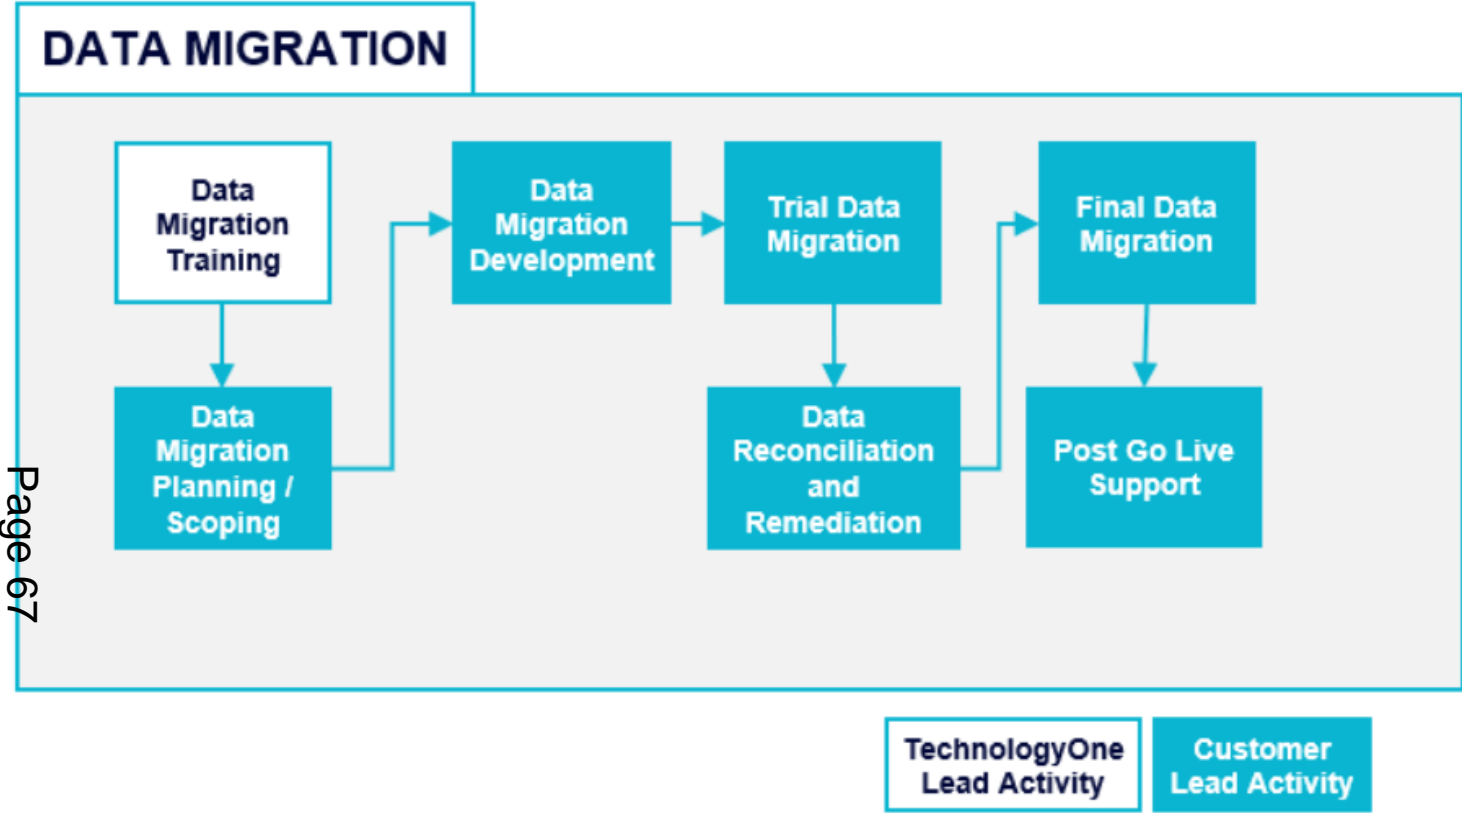 DATA MIGRATION
Data
Migration
Training
Data
Migration
Planning /
Scoping
Data
Migration
Development
Trial Data
Migration
Data
Reconciliation
and
Remediation
Final Data
Migration
Post Go Live
Support
Page 67
TechnologyOne
Lead Activity
Customer
Lead Activity